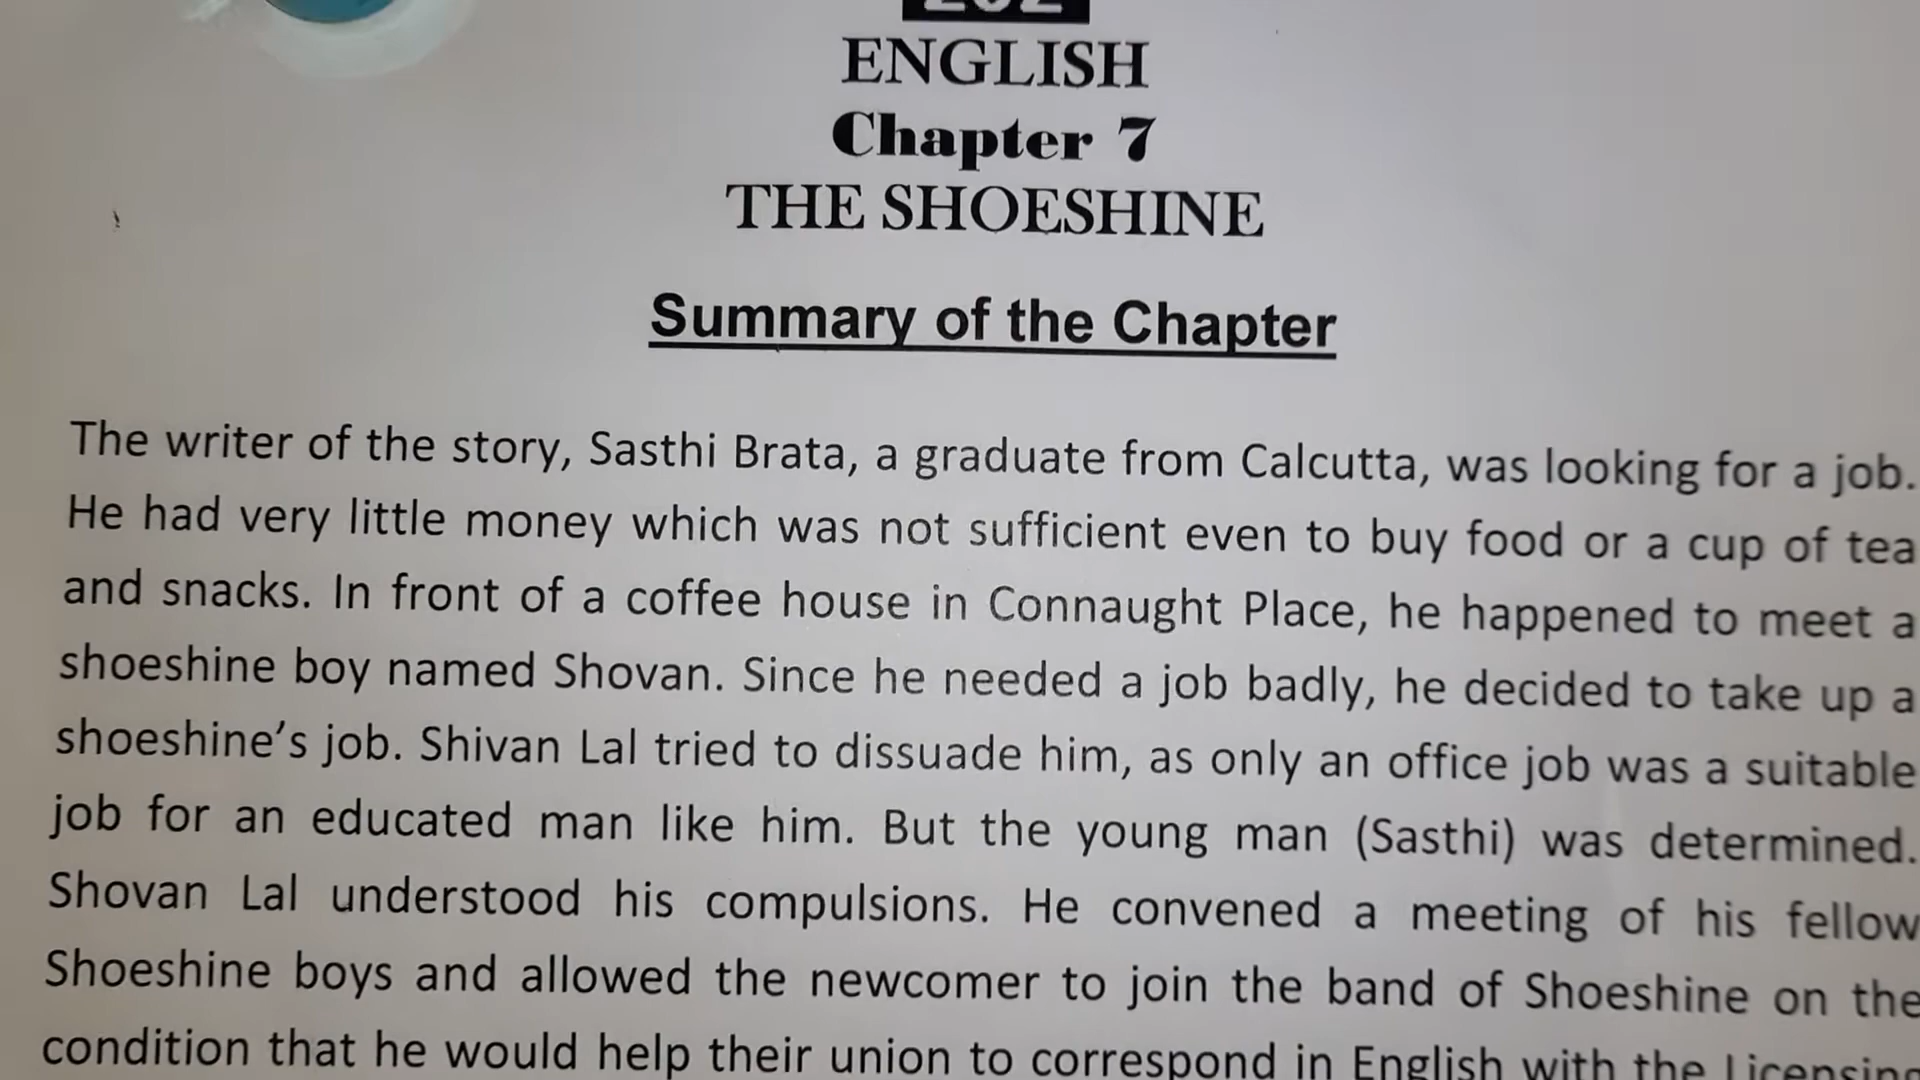 202
ENGLISH
Chapter 7
THE SHOESHINE
Summary of the Chapter
The writer of the story, Sasthi Brata, a graduate from Calcutta, was looking for a job.
He had very little money which was not sufficient even to buy food or a cup of tea
and snacks. In front of a coffee house in Connaught Place, he happened to meet a
shoeshine boy named Shovan. Since he needed a job badly, he decided to take up a
shoeshine’s job. Shivan Lal tried to dissuade him, as only an office job was a suitable
job for an educated man like him. But the young man (Sasthi) was determined.
Shovan Lal understood his compulsions. He convened a meeting of his fellow
Shoeshine boys and allowed the newcomer to join the band of Shoeshine on the
condition that he would help their union to correspond in English with the Licensing